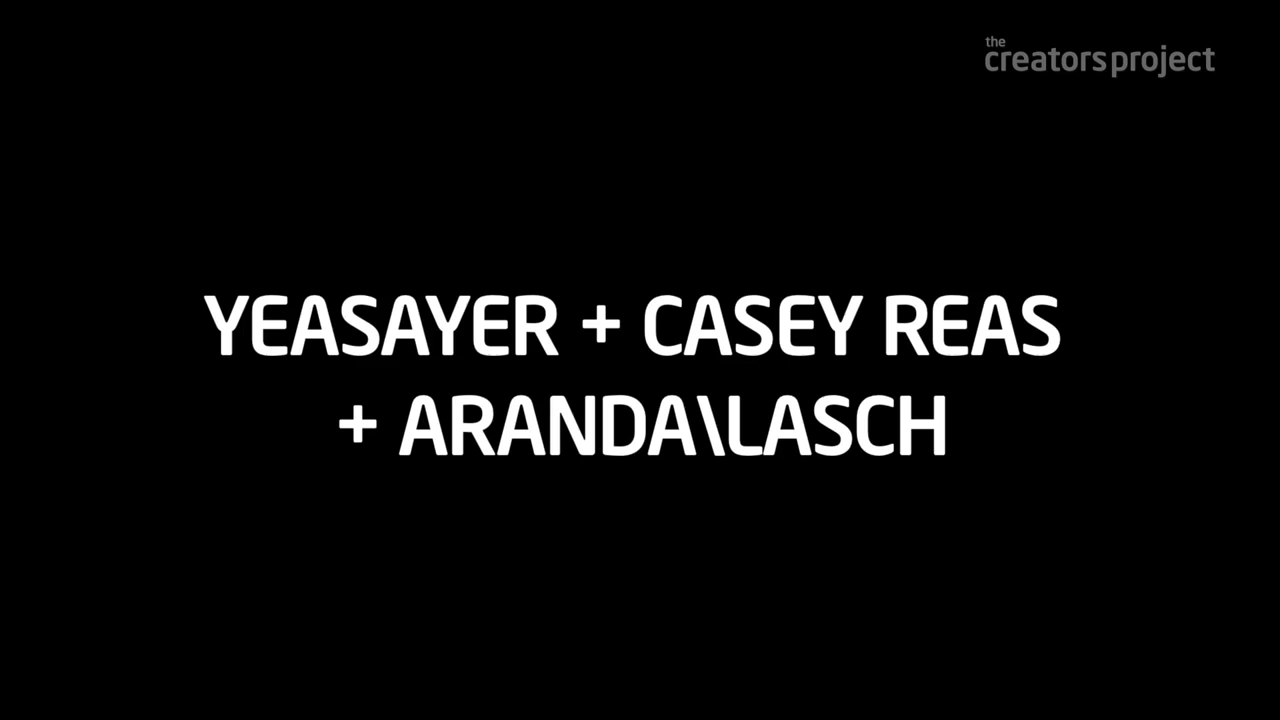 the
creatorsproject
YEASAYER + CASEY REAS
+ ARANDA\LASCH